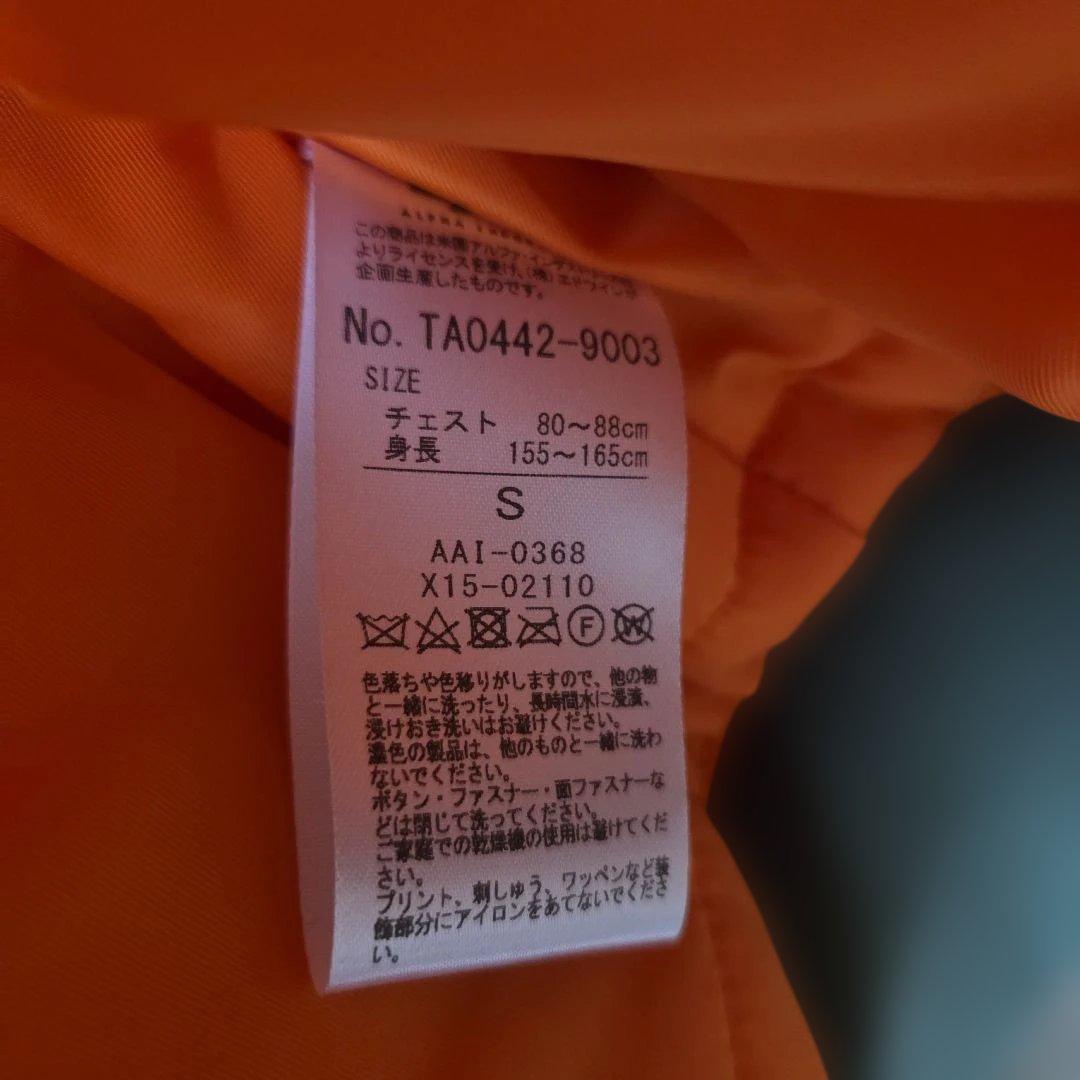 ALPHA
この商品は米国アルファ・インダストリーズ社
よりライセンスを受け、(株)エドウインが
企画生産したものです。
No. TA0442-9003
SIZE
チェスト 80〜88cm
身長 155〜165cm
S
AAI-0368
X15-02110
F W
色落ちや色移りがしますので、他の物
と一緒に洗ったり、長時間水に浸漬、
浸けおき洗いはお避けください。
濃色の製品は、他のものと一緒に洗わ
ないでください。
ボタン・ファスナー・面ファスナーな
どは閉じて洗ってください。
ご家庭での乾燥機の使用は避けてくだ
さい。
プリント、刺しゅう、ワッペンなど装
飾部分にアイロンをあてないでくださ
い。